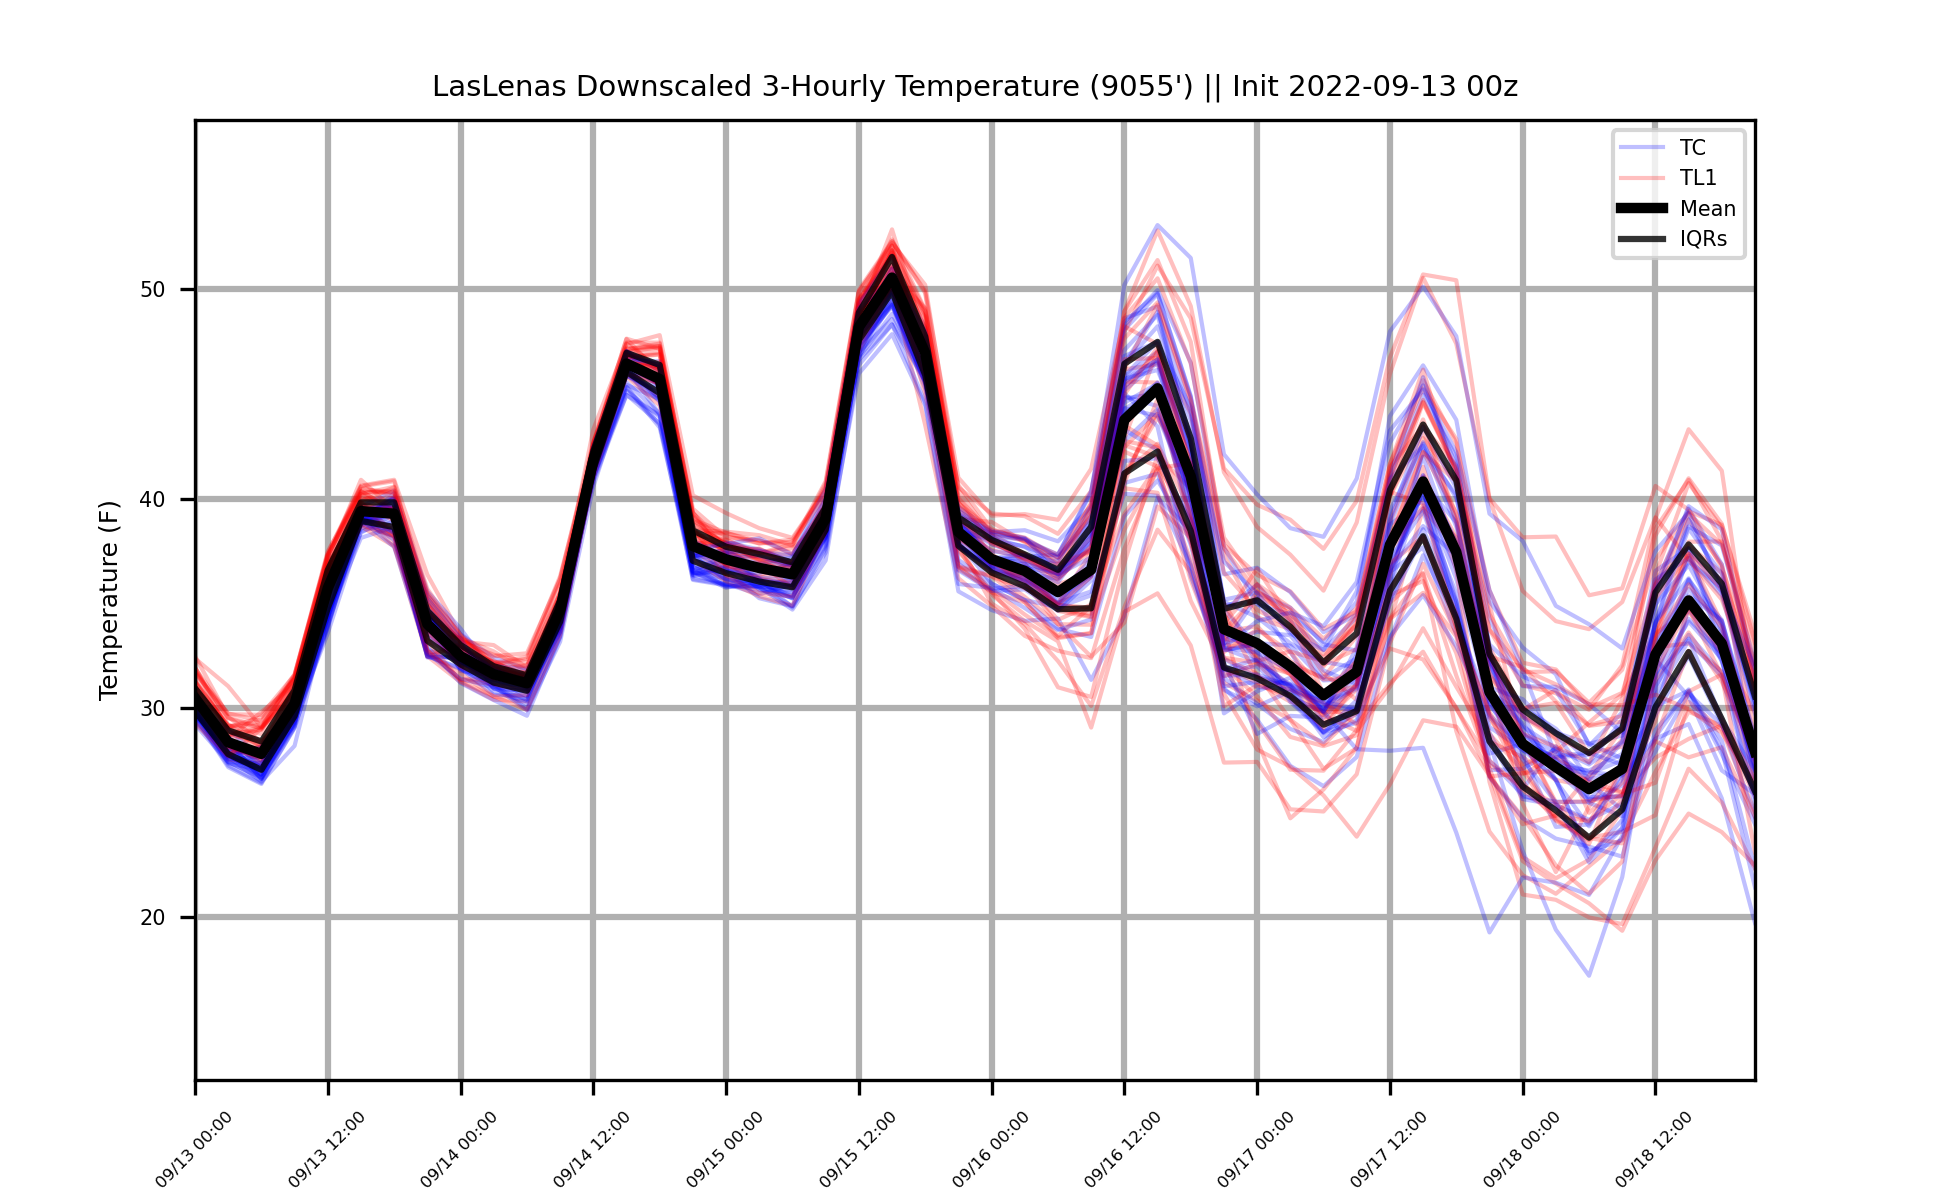 LasLenas Downscaled 3-Hourly Temperature (9055') || Init 2022-09-13 00z
TC
TL1
Mean
IQRs
Temperature (F)
50
40
30
20
09/13 00:00
09/13 12:00
09/14 00:00
09/14 12:00
09/15 00:00
09/15 12:00
09/16 00:00
09/16 12:00
09/17 00:00
09/17 12:00
09/18 00:00
09/18 12:00